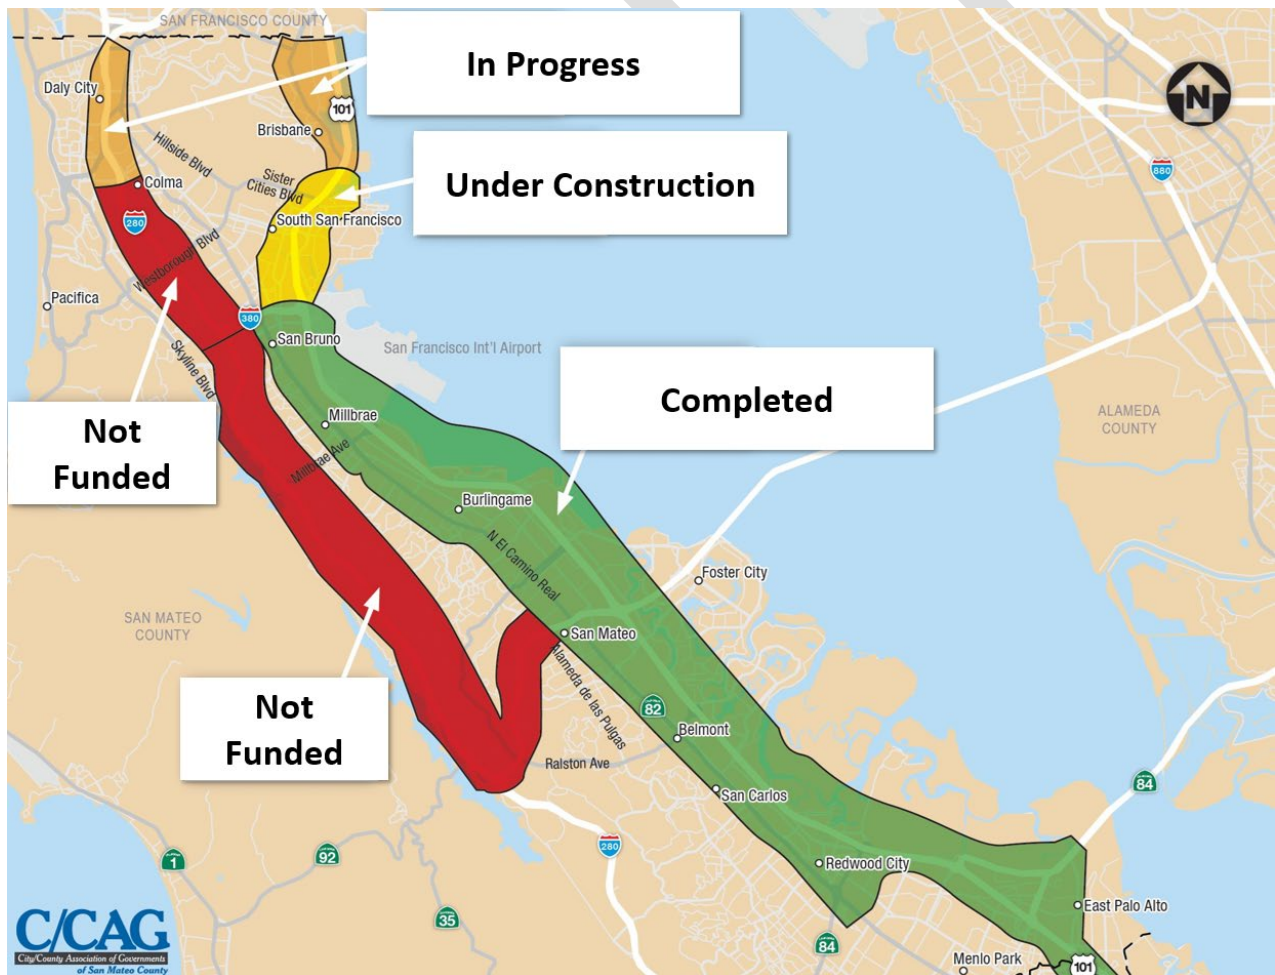 SAN FRANCISCO COUNTY
In Progress
Daly City
101
Brisbane
Hillside Blvd
Sister
Cities Blvd
Under Construction
880
Colma
280
South San Francisco
Westborough Blvd
Pacifica
380
San Bruno
San Francisco Int'l Airport
Skyline Blvd
Completed
Not
Funded
Millbrae
Millbrae Ave
ALAMEDA
COUNTY
Burlingame
N El Camino Real
Foster City
SAN MATEO
COUNTY
San Mateo
Alameda de las Pulgas
Not
Funded
82
Belmont
Ralston Ave
San Carlos
84
280
1
92
Redwood City
35
East Palo Alto
84
Menlo Park
101
N
C/CAG
City/County Association of Governments
of San Mateo County